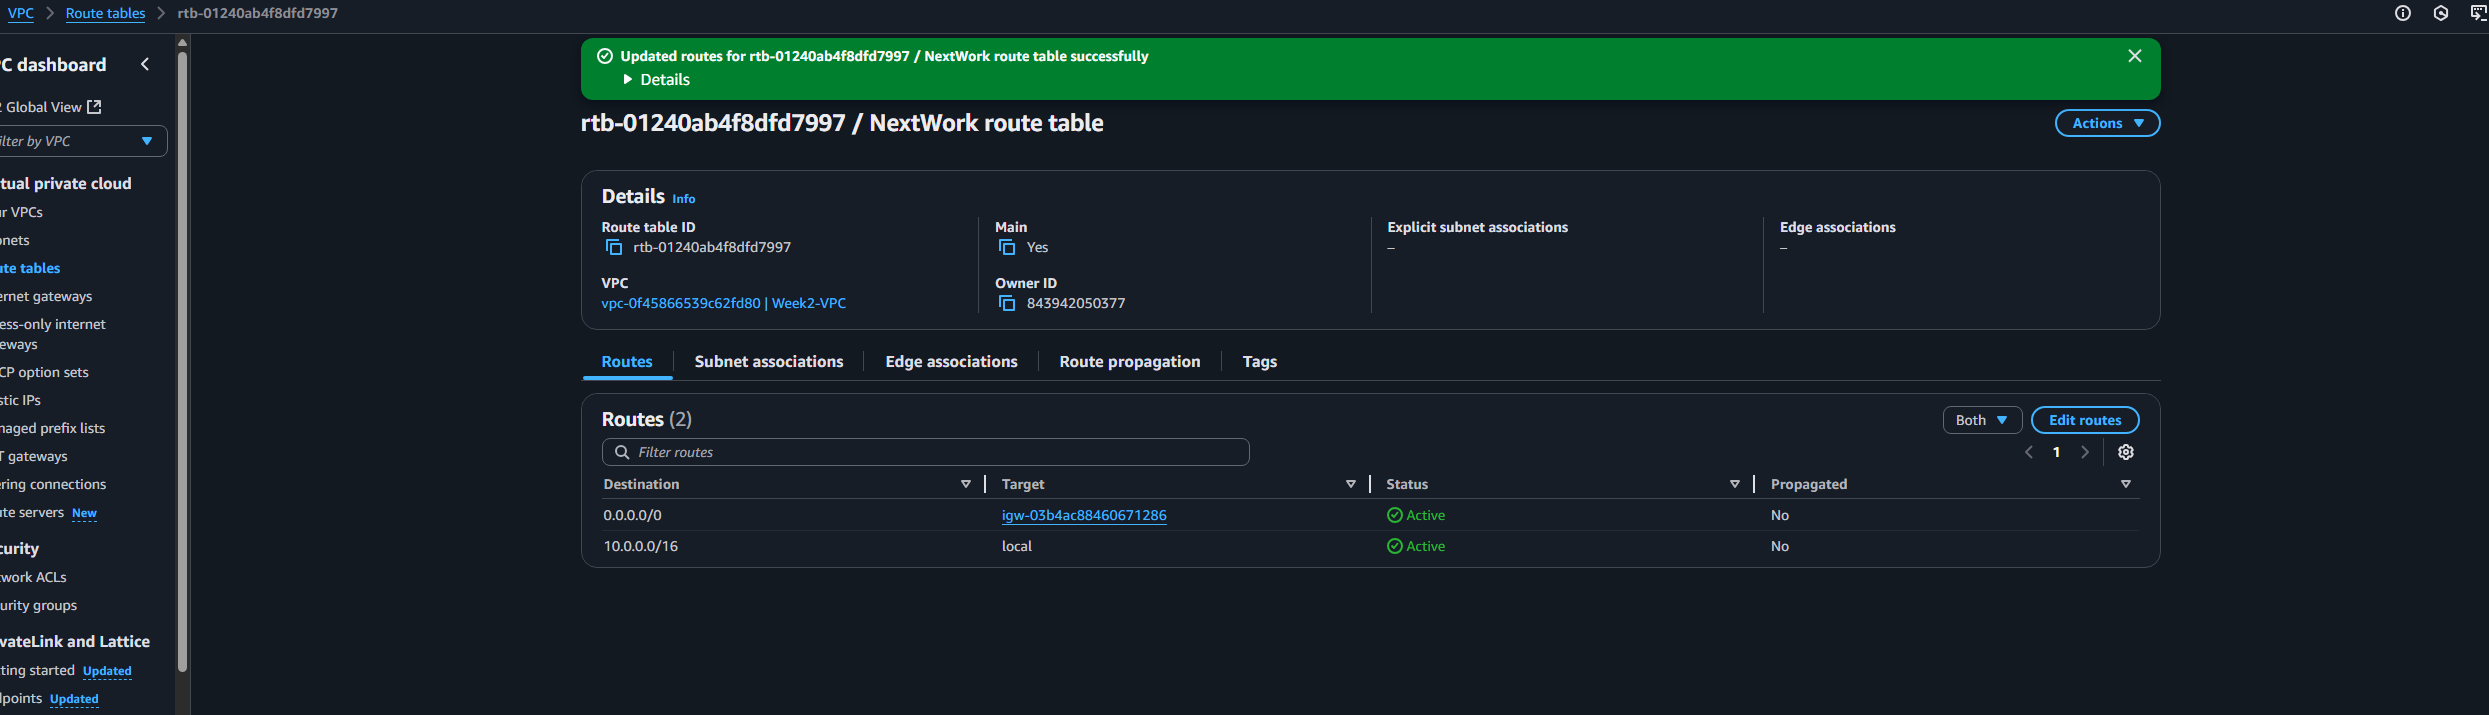 VPC > Route tables > rtb-01240ab4f8dfd7997
C dashboard
Global View
ilter by VPC
tual private cloud
r VPCs
nets
te tables
ernet gateways
ess-only internet
eways
CP option sets
stic IPs
naged prefix lists
T gateways
ering connections
te servers New
curity
work ACLs
urity groups
vateLink and Lattice
ting started Updated
lpoints Updated
Updated routes for rtb-01240ab4f8dfd7997 / NextWork route table successfully
Details
rtb-01240ab4f8dfd7997 / NextWork route table
Actions
Details Info
Route table ID
rtb-01240ab4f8dfd7997
Main
Yes
Explicit subnet associations
–
Edge associations
–
VPC
vpc-0f45866539c62fd80 | Week2-VPC
Owner ID
843942050377
Routes Subnet associations Edge associations Route propagation Tags
Routes (2)
Both Edit routes
Filter routes
1
Destination Target Status Propagated
0.0.0.0/0 igw-03b4ac88460671286 Active No
10.0.0.0/16 local Active No